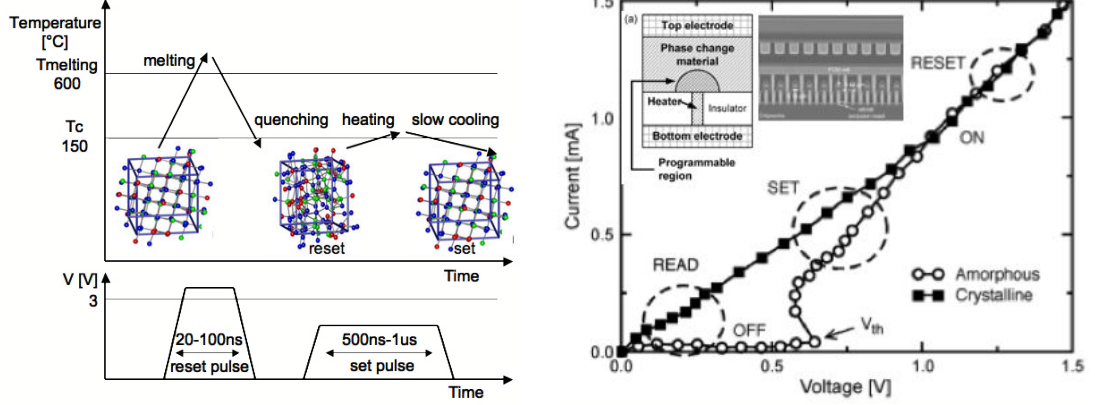 Temperature
[°C]
Tmelting
600
melting
quenching heating slow cooling
Tc
150
reset
set
Time
V [V]
3
20-100ns
reset pulse
500ns-1us
set pulse
Time
(a)
Top electrode
Phase change
material
Heater
Insulator
Bottom electrode
Programmable
region
RESET
ON
SET
READ
OFF
Vth
Amorphous
Crystalline
Current [mA]
1.0
0.5
0.0
0.0 0.5 1.0 1.5
Voltage [V]